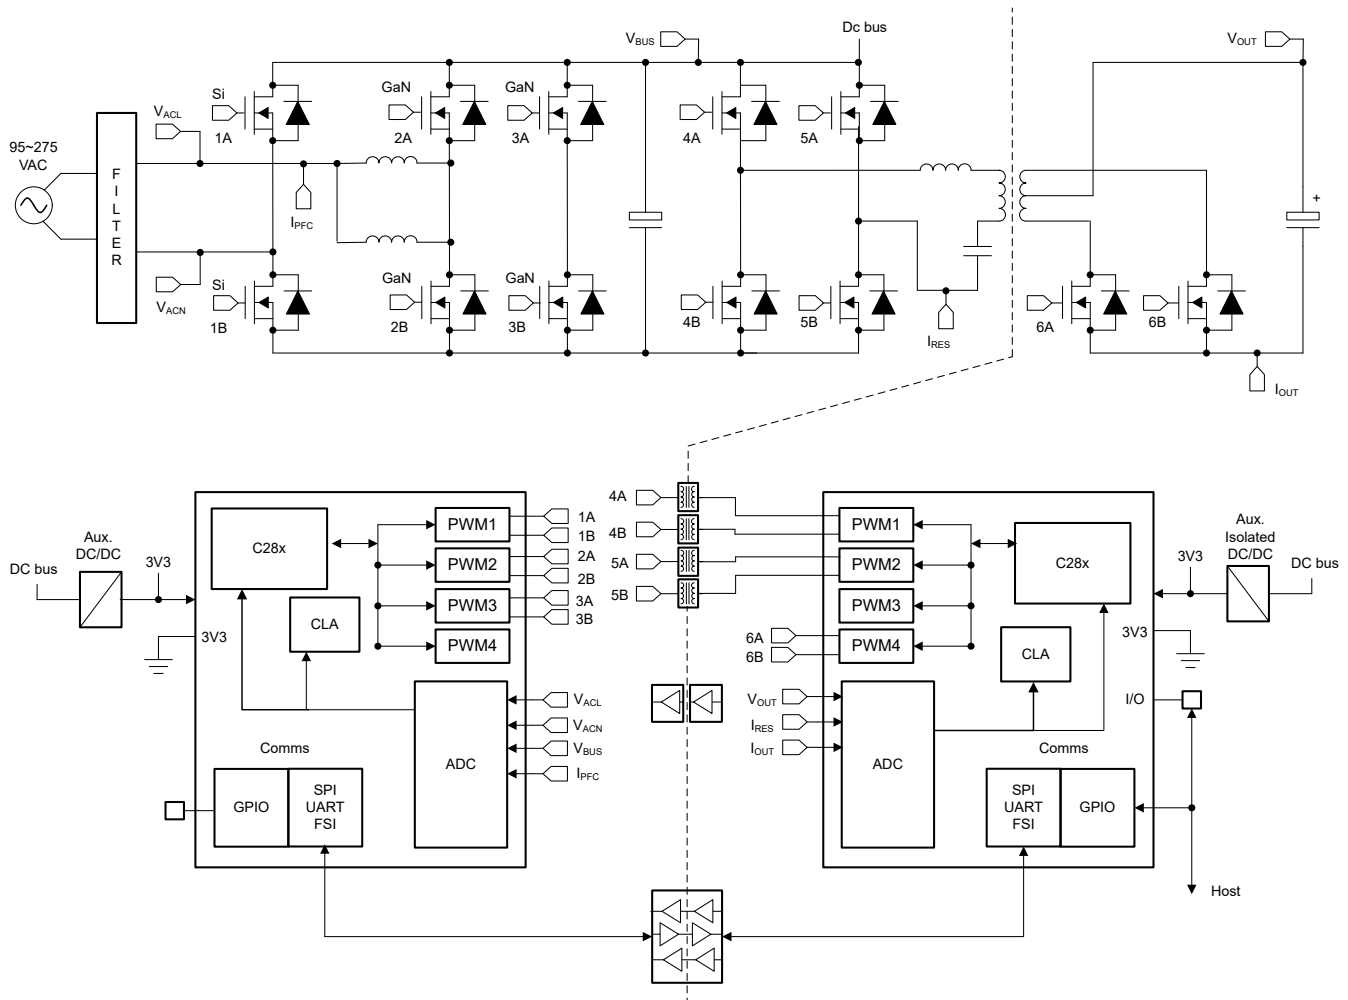 Dc bus
VBUS
VOUT
Si
GaN
GaN
VACL
1A
2A
3A
4A
5A
95~275
VAC
FILTER
IPFC
+
Si
GaN
GaN
VACN
1B
2B
3B
4B
5B
6A
6B
IRES
IOUT
C28x
PWM1
PWM2
PWM3
PWM4
1A
1B
2A
2B
3A
3B
Aux.
DC/DC
DC bus
3V3
3V3
CLA
VACL
VACN
VBUS
IPFC
ADC
Comms
GPIO
SPI
UART
FSI
4A
4B
5A
5B
PWM1
PWM2
PWM3
PWM4
6A
6B
C28x
CLA
Aux.
Isolated
DC/DC
3V3
DC bus
3V3
I/O
VOUT
IRES
IOUT
ADC
Comms
SPI
UART
FSI
GPIO
Host